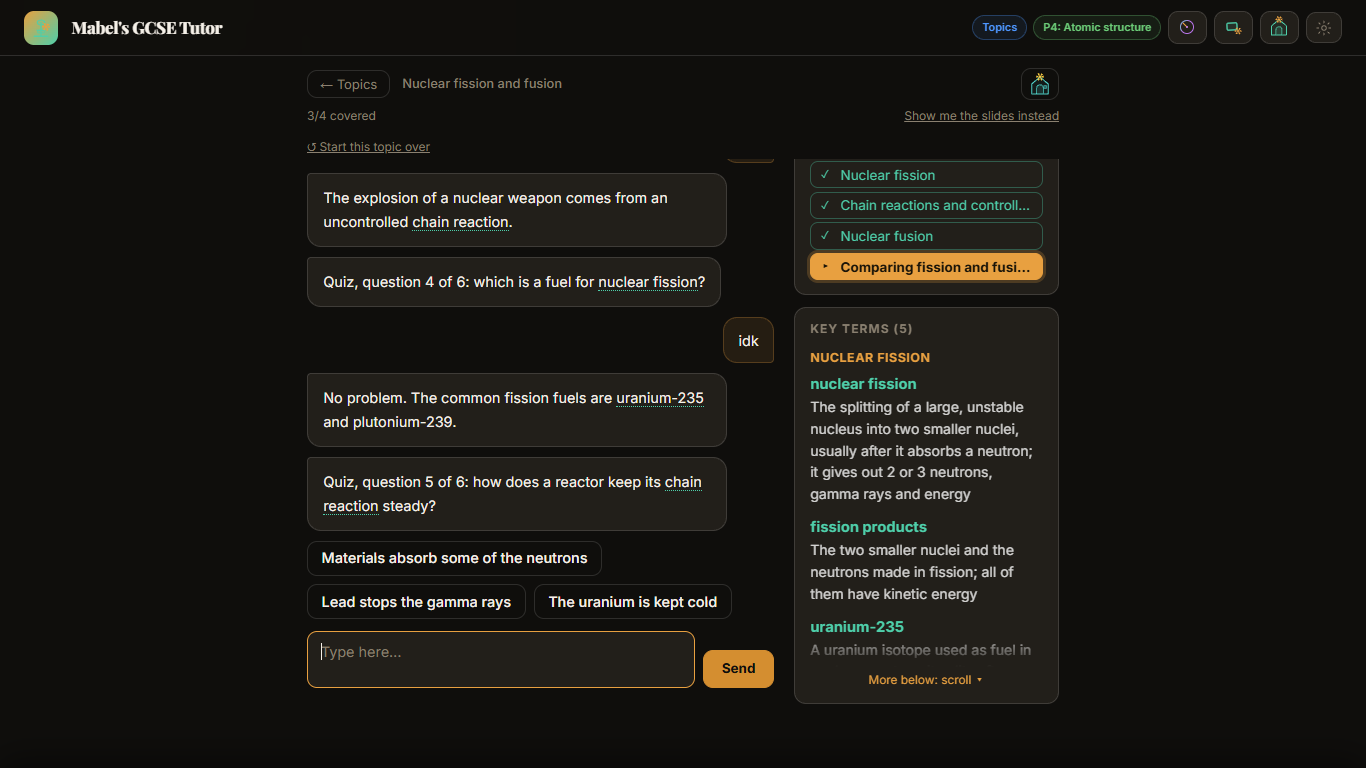 Mabel's GCSE Tutor
Topics
P4: Atomic structure
← Topics
Nuclear fission and fusion
3/4 covered
Show me the slides instead
↺ Start this topic over
The explosion of a nuclear weapon comes from an
uncontrolled chain reaction.
Quiz, question 4 of 6: which is a fuel for nuclear fission?
idk
No problem. The common fission fuels are uranium-235
and plutonium-239.
Quiz, question 5 of 6: how does a reactor keep its chain
reaction steady?
Materials absorb some of the neutrons
Lead stops the gamma rays
The uranium is kept cold
Type here...
Send
✓ Nuclear fission
✓ Chain reactions and controll...
✓ Nuclear fusion
▸ Comparing fission and fusi...
KEY TERMS (5)
NUCLEAR FISSION
nuclear fission
The splitting of a large, unstable
nucleus into two smaller nuclei,
usually after it absorbs a neutron;
it gives out 2 or 3 neutrons,
gamma rays and energy
fission products
The two smaller nuclei and the
neutrons made in fission; all of
them have kinetic energy
uranium-235
A uranium isotope used as fuel in
More below: scroll ▾